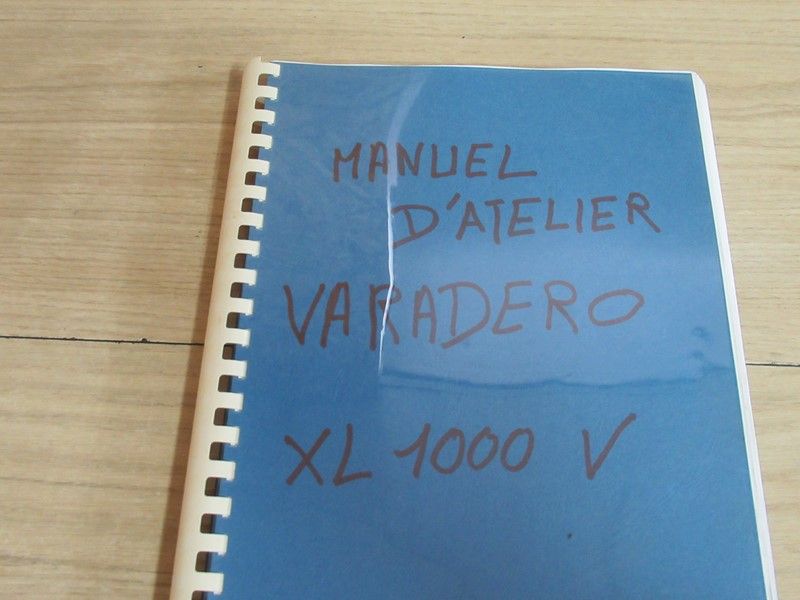 MANUEL
D'ATELIER
VARADERO
XL 1000 V